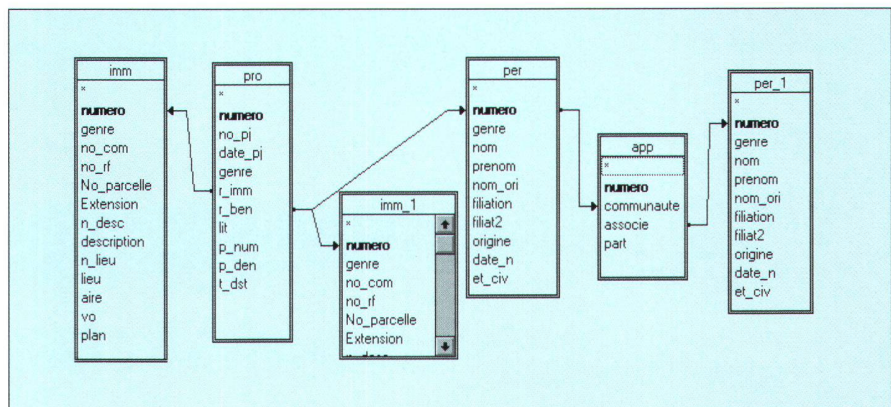 imm
*
numero
genre
no_com
no_rf
No_parcelle
Extension
n_desc
description
n_lieu
lieu
aire
vo
plan
pro
*
numero
no_pj
date_pj
genre
r_imm
r_ben
lit
p_num
p_den
t_dst
imm_1
*
numero
genre
no_com
no_rf
No_parcelle
Extension
per
*
numero
genre
nom
prenom
nom_ori
filiation
filiat2
origine
date_n
et_civ
app
*
numero
communaute
associe
part
per_1
*
numero
genre
nom
prenom
nom_ori
filiation
filiat2
origine
date_n
et_civ